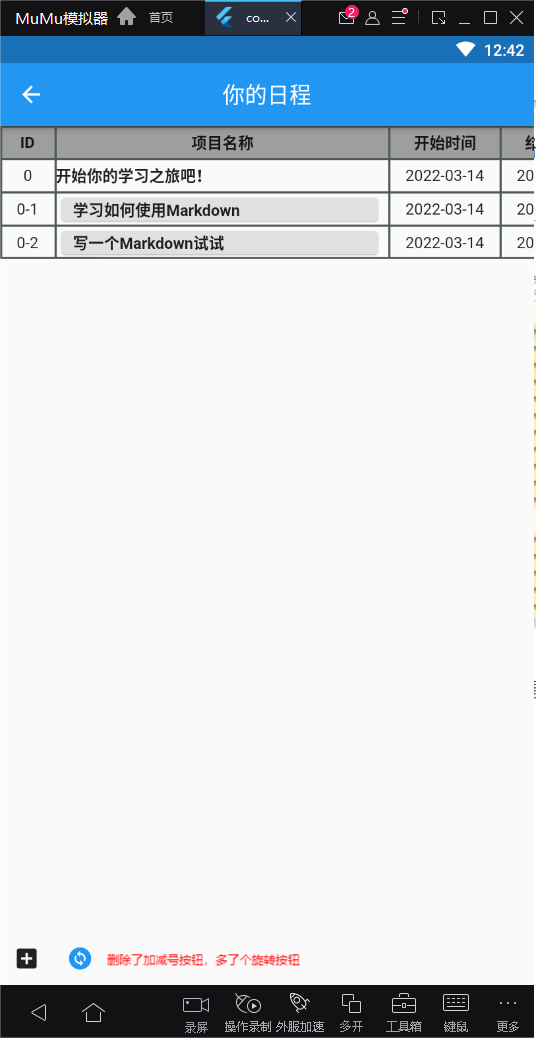 MuMu模拟器 首页 co... 2
12:42
你的日程
ID 项目名称 开始时间
0 开始你的学习之旅吧! 2022-03-14 20
0-1 学习如何使用Markdown 2022-03-14 20
0-2 写一个Markdown试试 2022-03-14 20
删除了加减号按钮，多了个旋转按钮
录屏 操作录制 外服加速 多开 工具箱 键鼠 更多